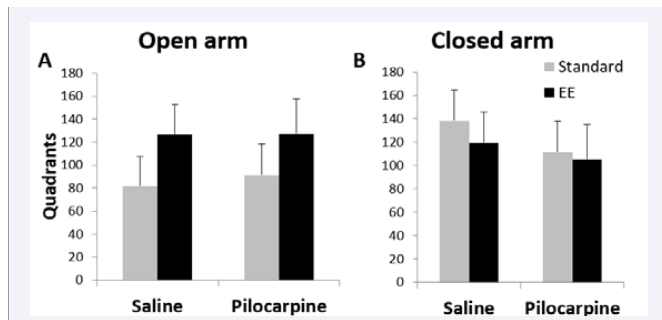 Open arm
Closed arm
A
B
Standard
EE
Quadrants
180
160
140
120
100
80
60
40
20
0
180
160
140
120
100
80
60
40
20
0
Saline
Pilocarpine
Saline
Pilocarpine